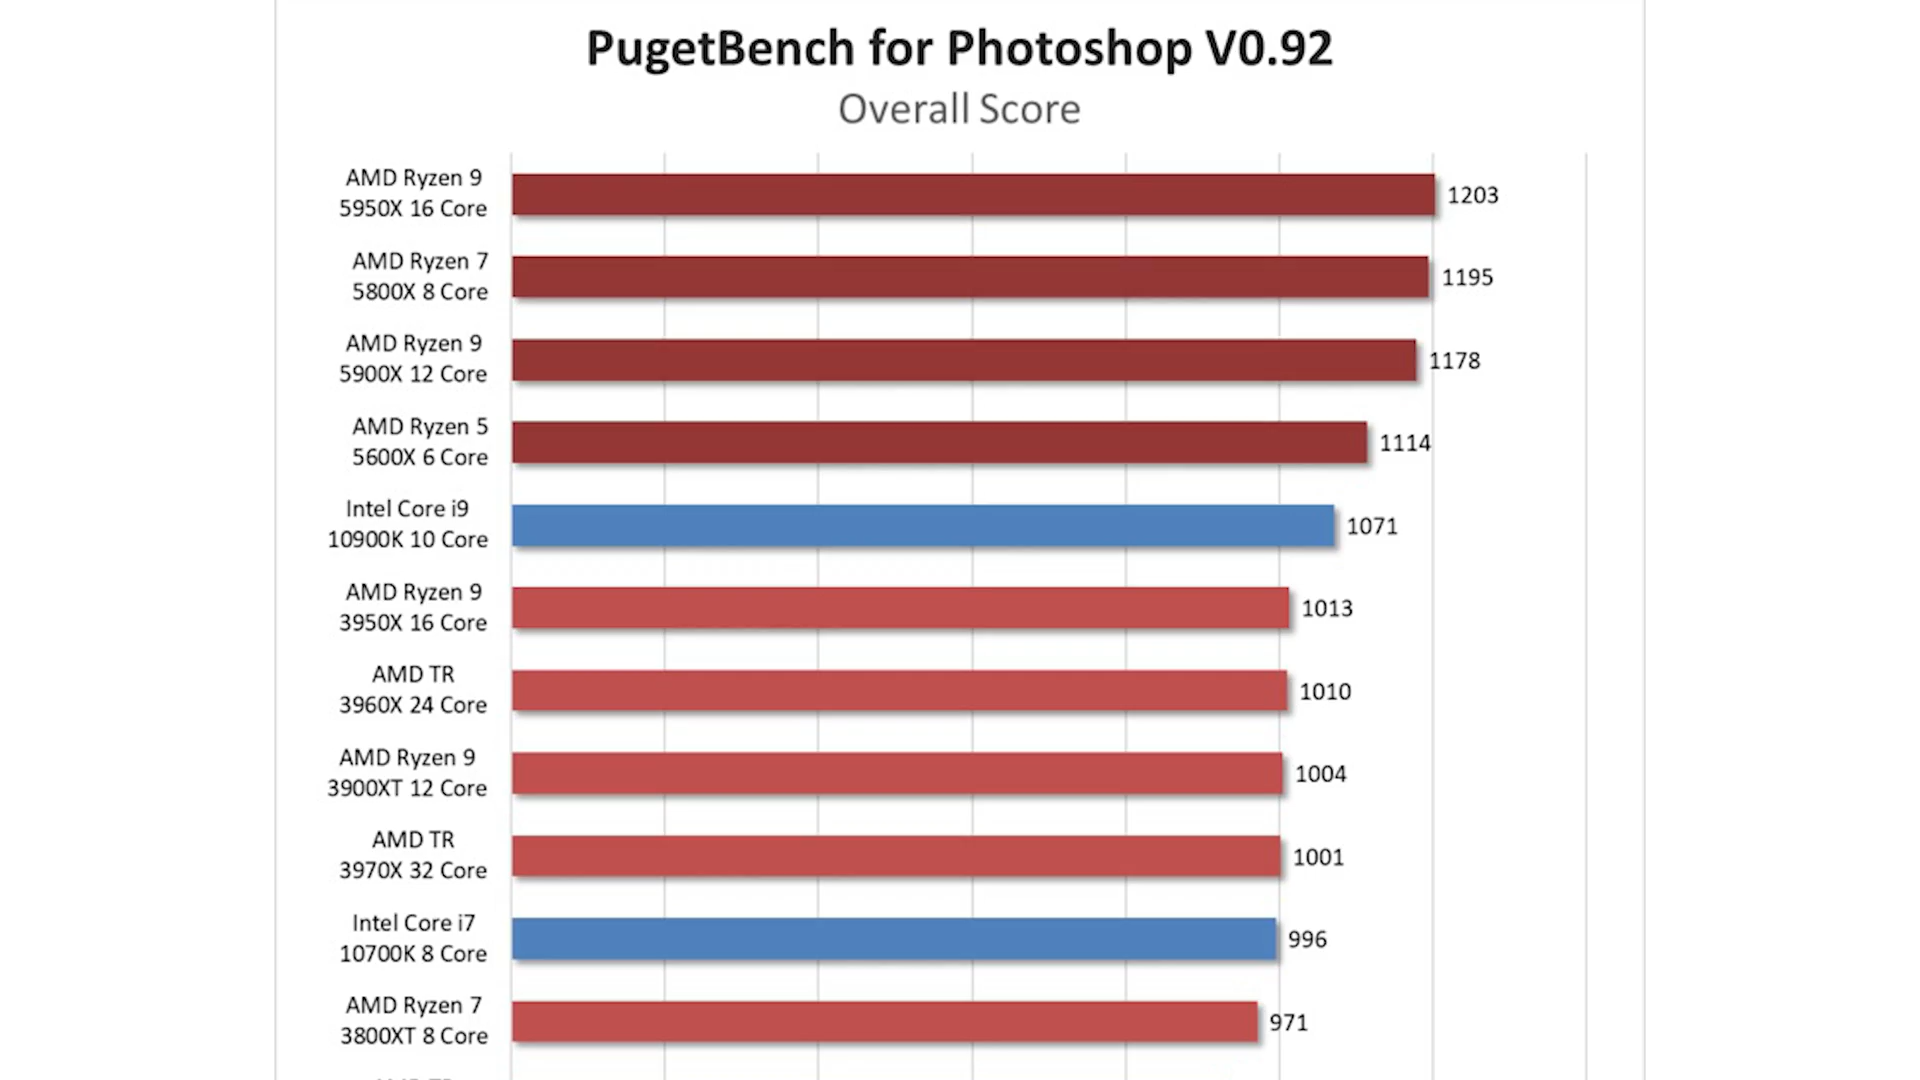 PugetBench for Photoshop V0.92
Overall Score
AMD Ryzen 9
5950X 16 Core
1203
AMD Ryzen 7
5800X 8 Core
1195
AMD Ryzen 9
5900X 12 Core
1178
AMD Ryzen 5
5600X 6 Core
1114
Intel Core i9
10900K 10 Core
1071
AMD Ryzen 9
3950X 16 Core
1013
AMD TR
3960X 24 Core
1010
AMD Ryzen 9
3900XT 12 Core
1004
AMD TR
3970X 32 Core
1001
Intel Core i7
10700K 8 Core
996
AMD Ryzen 7
3800XT 8 Core
971